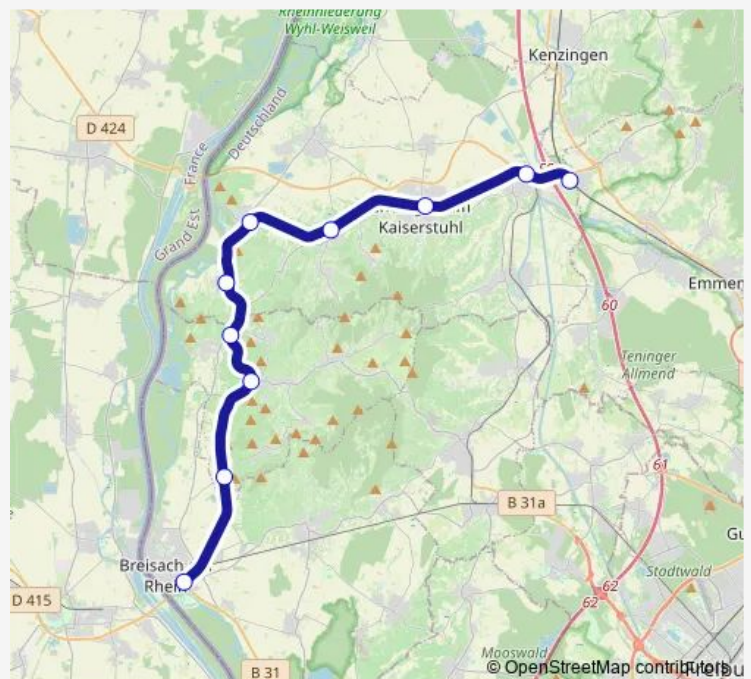 Rheinniederung
Wyhl-Weisweil
Kenzingen
D 424
France
Deutschland
Grand Est
Kaiserstuhl
Emmen
60
Teninger
Allmend
61
B 31a
Gu
Breisach
Rhein
Stadtwald
D 415
62
62
Mooswald
B 31
© OpenStreetMap contributors